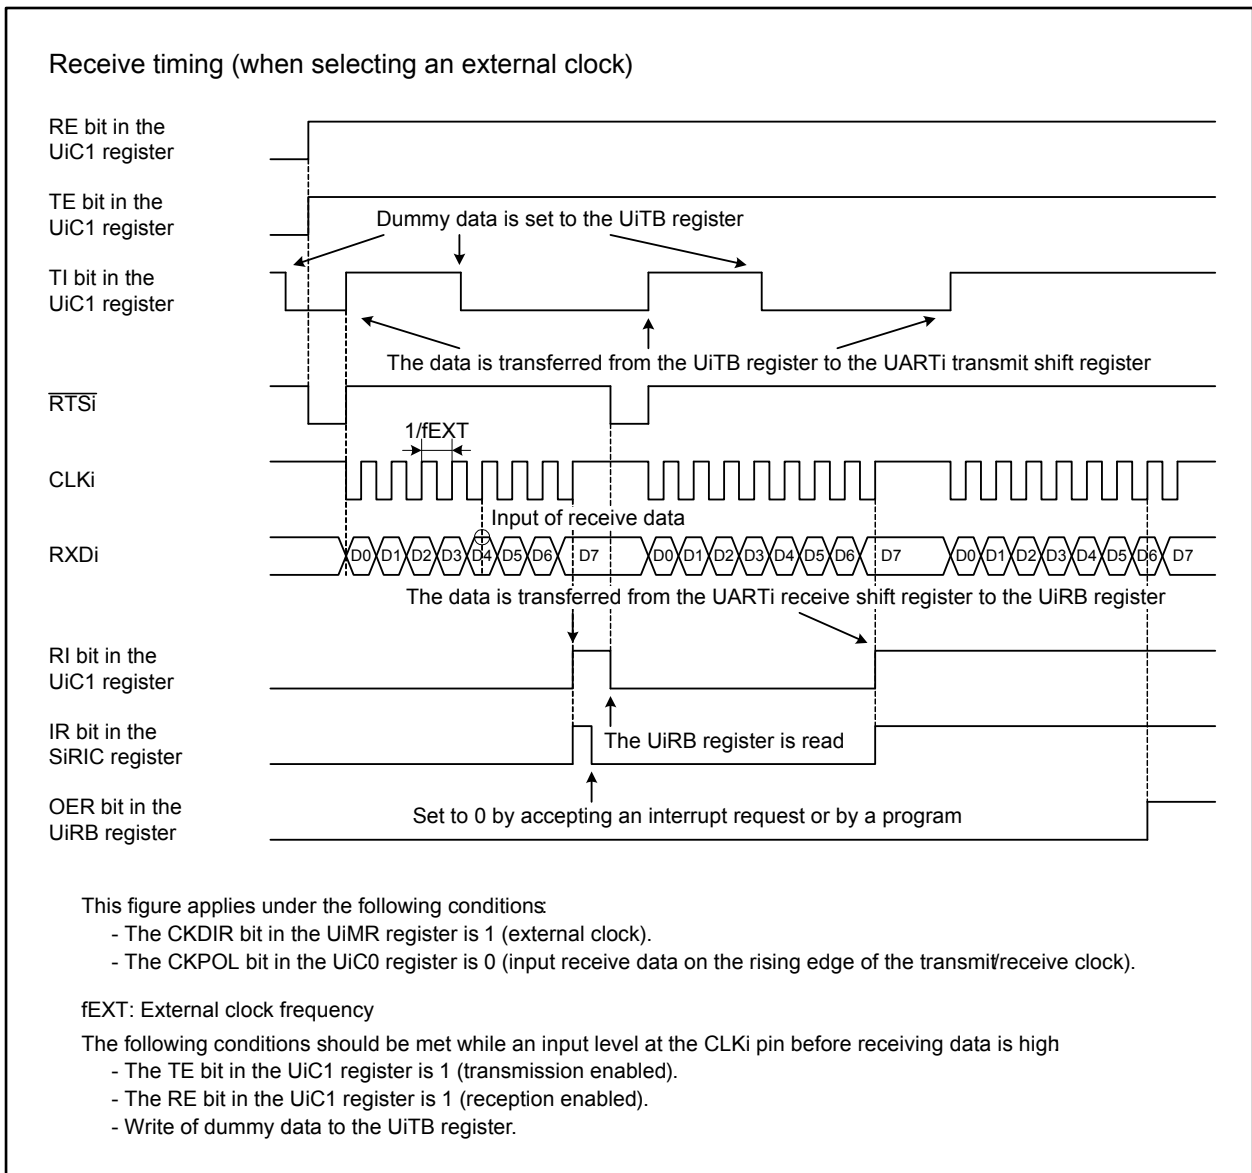 Receive timing (when selecting an external clock)
RE bit in the
UiC1 register
TE bit in the
UiC1 register
Dummy data is set to the UiTB register
TI bit in the
UiC1 register
The data is transferred from the UiTB register to the UARTi transmit shift register
RTSi
1/fEXT
CLKi
Input of receive data
RXDi
D0 D1 D2 D3 D4 D5 D6 D7 D0 D1 D2 D3 D4 D5 D6 D7 D0 D1 D2 D3 D4 D5 D6 D7
The data is transferred from the UARTi receive shift register to the UiRB register
RI bit in the
UiC1 register
The UiRB register is read
IR bit in the
SiRIC register
Set to 0 by accepting an interrupt request or by a program
OER bit in the
UiRB register
This figure applies under the following conditions:
- The CKDIR bit in the UiMR register is 1 (external clock).
- The CKPOL bit in the UiC0 register is 0 (input receive data on the rising edge of the transmit/receive clock).
fEXT: External clock frequency
The following conditions should be met while an input level at the CLKi pin before receiving data is high
- The TE bit in the UiC1 register is 1 (transmission enabled).
- The RE bit in the UiC1 register is 1 (reception enabled).
- Write of dummy data to the UiTB register.